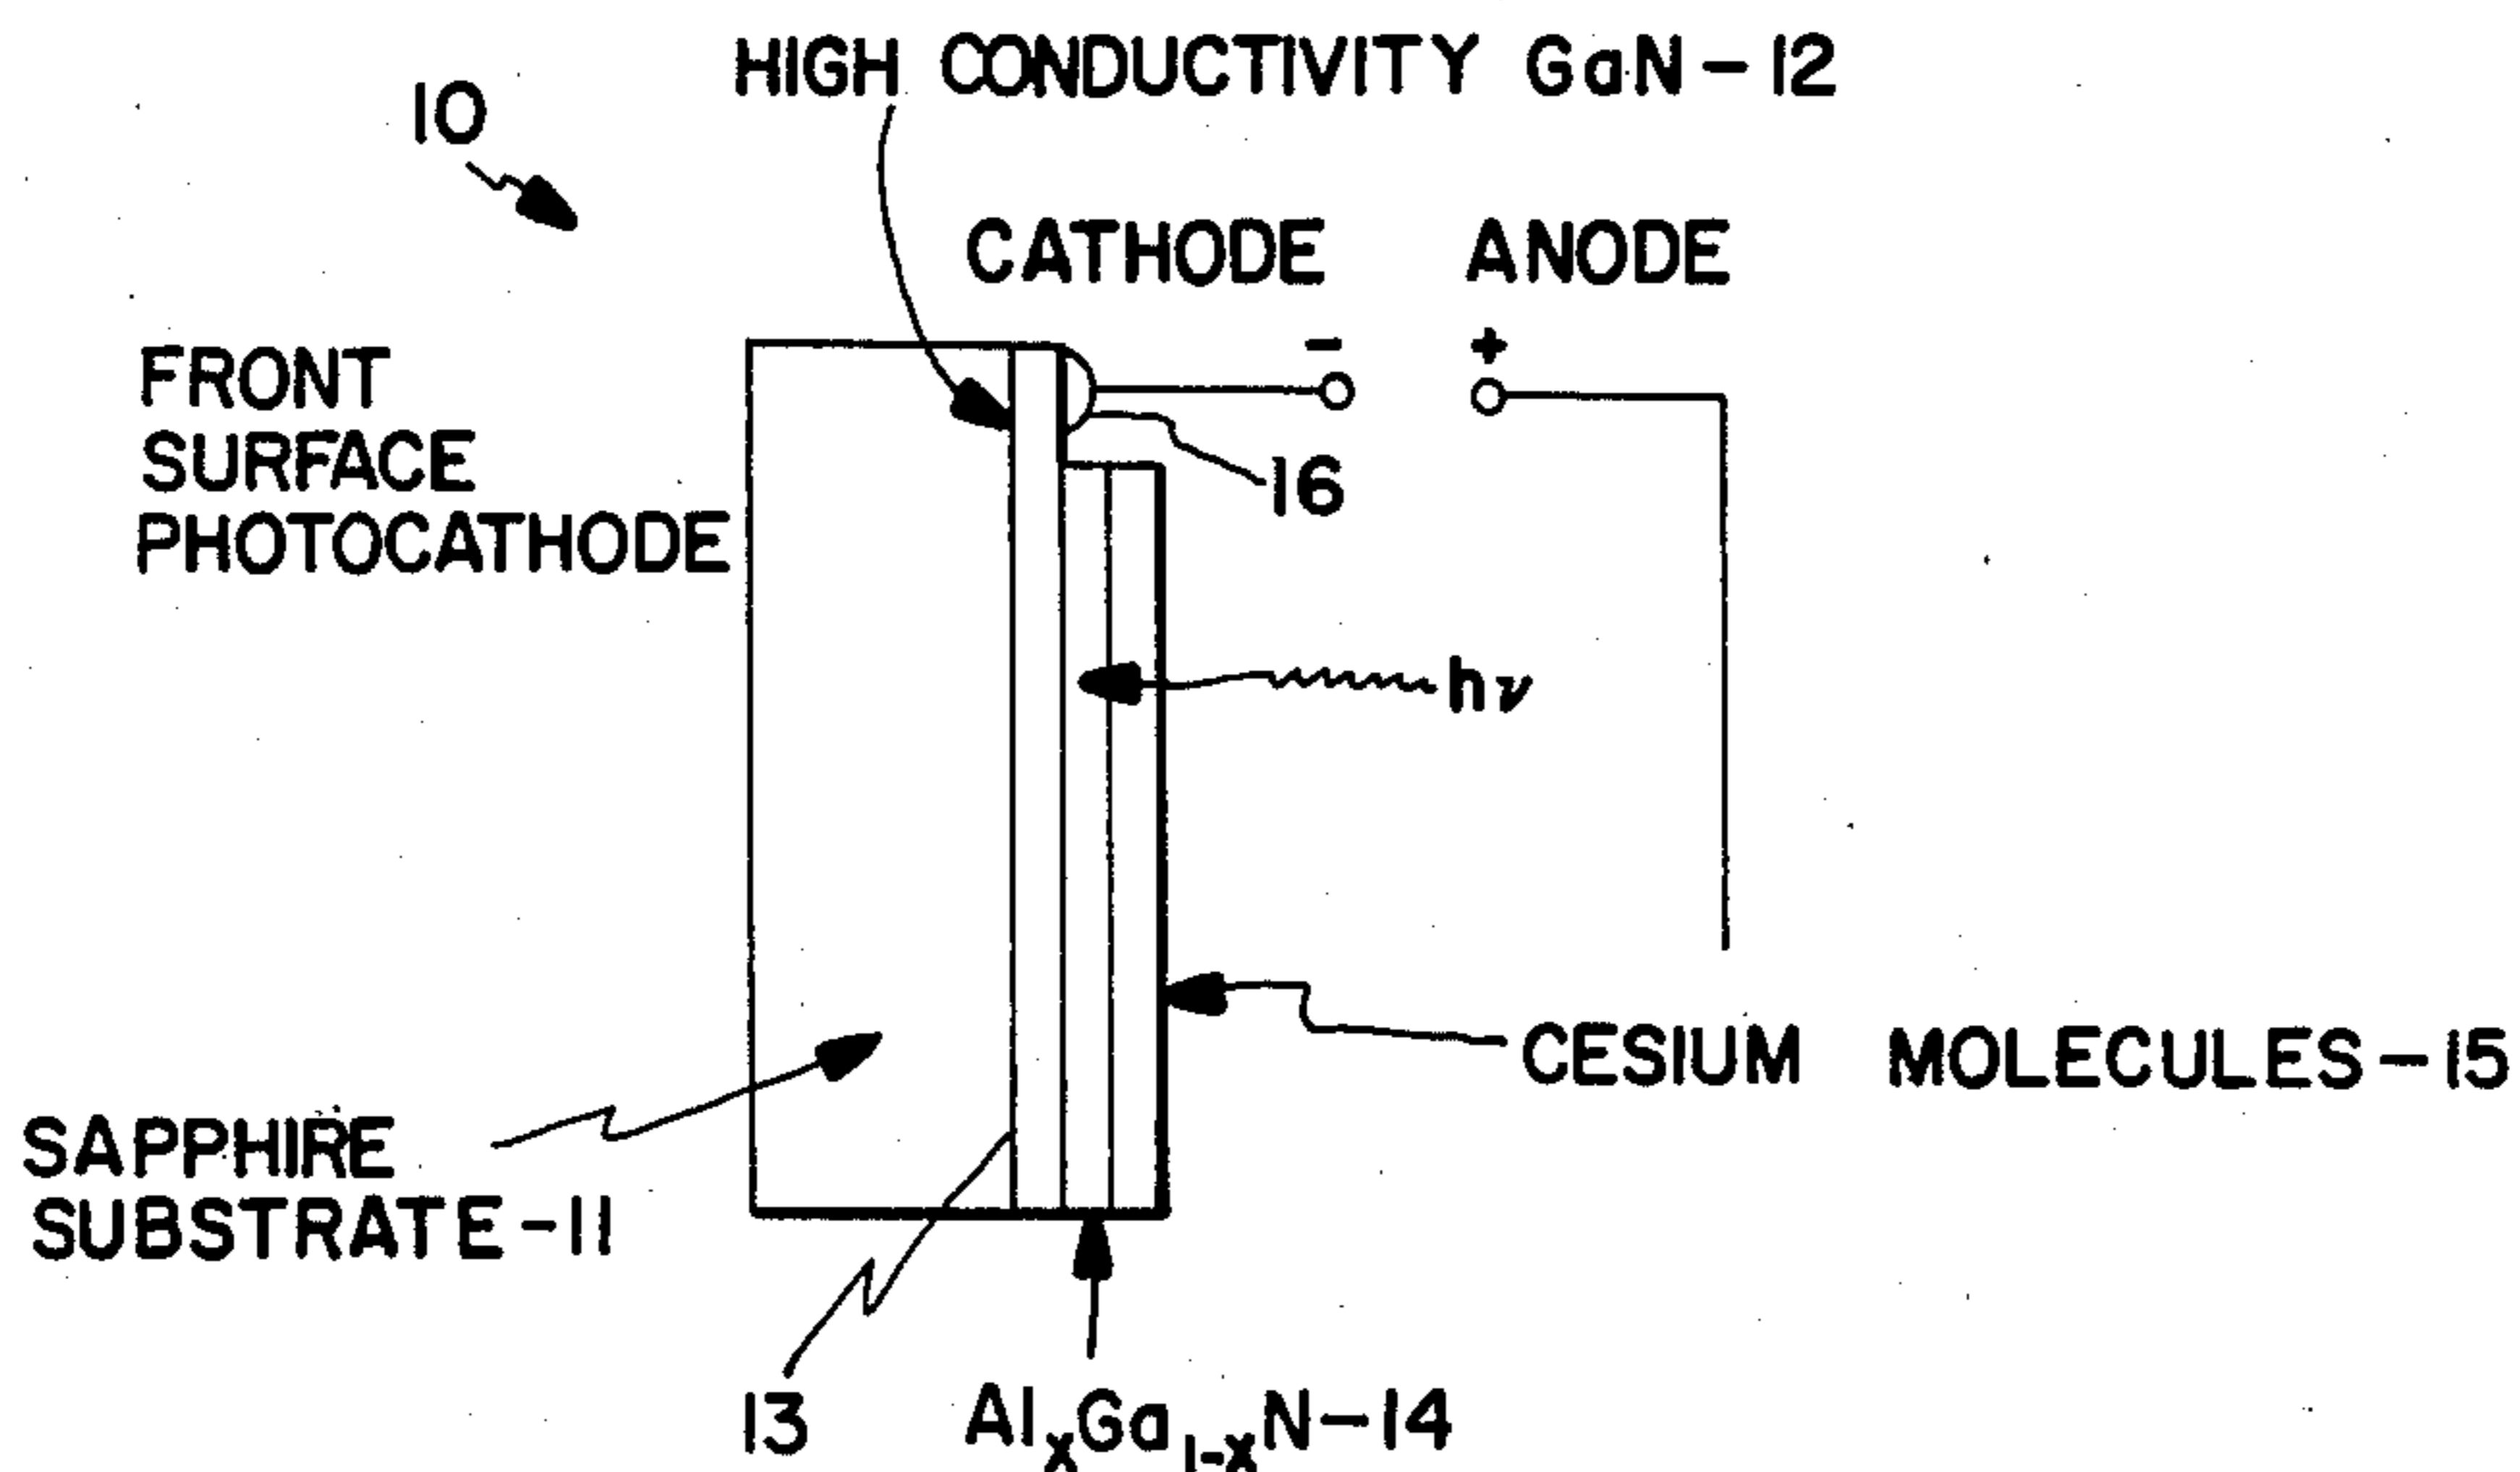 HIGH CONDUCTIVITY GaN-12
10
CATHODE ANODE
- +
FRONT
SURFACE
PHOTOCATHODE
16
hν
CESIUM MOLECULES-15
SAPPHIRE
SUBSTRATE-11
13
AlxGa1-xN-14